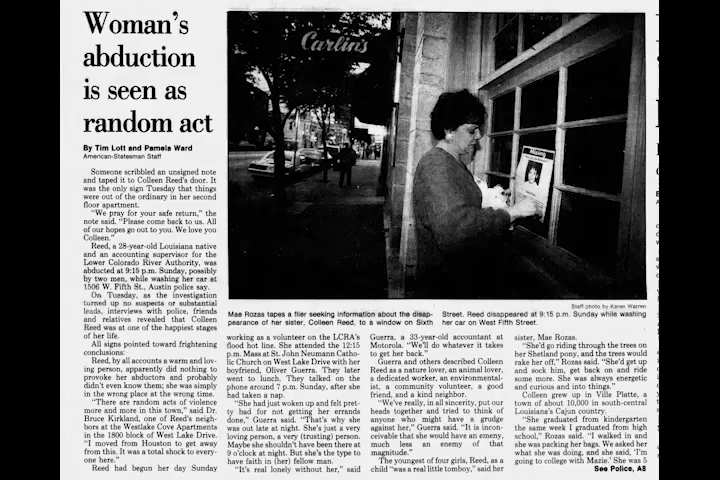 Woman's
abduction
is seen as
random act
By Tim Lott and Pamela Ward
American-Statesman Staff
Someone scribbled an unsigned note
and taped it to Colleen Reed's door. It
was the only sign Tuesday that things
were out of the ordinary in her second
floor apartment.
"We pray for your safe return," the
note said. "Please come back to us. All
of our hopes go out to you. We love you
Colleen."
Reed, a 28-year-old Louisiana native
and an accounting supervisor for the
Lower Colorado River Authority, was
abducted at 9:15 p.m. Sunday, possibly
by two men, while washing her car at
1506 W. Fifth St., Austin police say.
On Tuesday, as the investigation
turned up no suspects or substantial
leads, interviews with police, friends
and relatives revealed that Colleen
Reed was at one of the happiest stages
of her life.
All signs pointed toward frightening
conclusions:
Reed, by all accounts a warm and lov-
ing person, apparently did nothing to
provoke her abductors and probably
didn't even know them; she was simply
in the wrong place at the wrong time.
"There are random acts of violence
more and more in this town," said Dr.
Bruce Kirkland, one of Reed's neigh-
bors at the Westlake Cove Apartments
in the 1800 block of West Lake Drive.
"I moved from Houston to get away
from this. It was a total shock to every-
one here."
Reed had begun her day Sunday
Carlin's
Staff photo by Karen Warren
Mae Rozas tapes a flier seeking information about the disap-
pearance of her sister, Colleen Reed, to a window on Sixth
Street. Reed disappeared at 9:15 p.m. Sunday while washing
her car on West Fifth Street.
working as a volunteer on the LCRA's
flood hot line. She attended the 12:15
p.m. Mass at St. John Neumann Catho-
lic Church on West Lake Drive with her
boyfriend, Oliver Guerra. They later
went to lunch. They talked on the
phone around 7 p.m. Sunday, after she
had taken a nap.
"She had just woken up and felt pret-
ty bad for not getting her errands
done," Guerra said. "That's why she
was out late at night. She's just a very
loving person, a very (trusting) person.
Maybe she shouldn't have been there at
9 o'clock at night. But she's the type to
have faith in (her) fellow man.
"It's real lonely without her," said
Guerra, a 33-year-old accountant at
Motorola. "We'll do whatever it takes
to get her back."
Guerra and others described Colleen
Reed as a nature lover, an animal lover,
a dedicated worker, an environmental-
ist, a community volunteer, a good
friend, and a kind neighbor.
"We've really, in all sincerity, put our
heads together and tried to think of
anyone who might have a grudge
against her," Guerra said. "It is incon-
ceivable that she would have an enemy,
much less an enemy of that
magnitude."
The youngest of four girls, Reed, as a
child "was a real little tomboy," said her
sister, Mae Rozas.
"She'd go riding through the trees on
her Shetland pony, and the trees would
rake her off," Rozas said. "She'd get up
and sock him, get back on and ride
some more. She was always energetic
and curious and into things."
Colleen grew up in Ville Platte, a
town of about 10,000 in south-central
Louisiana's Cajun country.
"She graduated from kindergarten
the same week I graduated from high
school," Rozas said. "I walked in and
she was packing her bags. We asked her
what she was doing, and she said, 'I'm
going to college with Mazie.' She was 5
See Police, A8